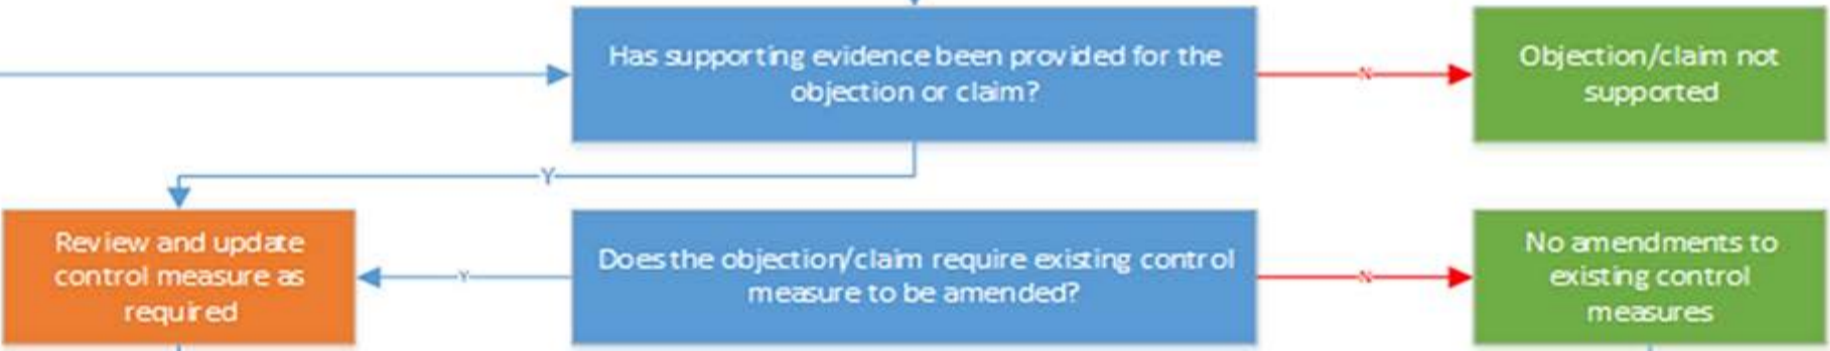 Has supporting evidence been provided for the
objection or claim?
N
Objection/claim not
supported
Y
Review and update
control measure as
required
Y
Does the objection/claim require existing control
measure to be amended?
N
No amendments to
existing control
measures